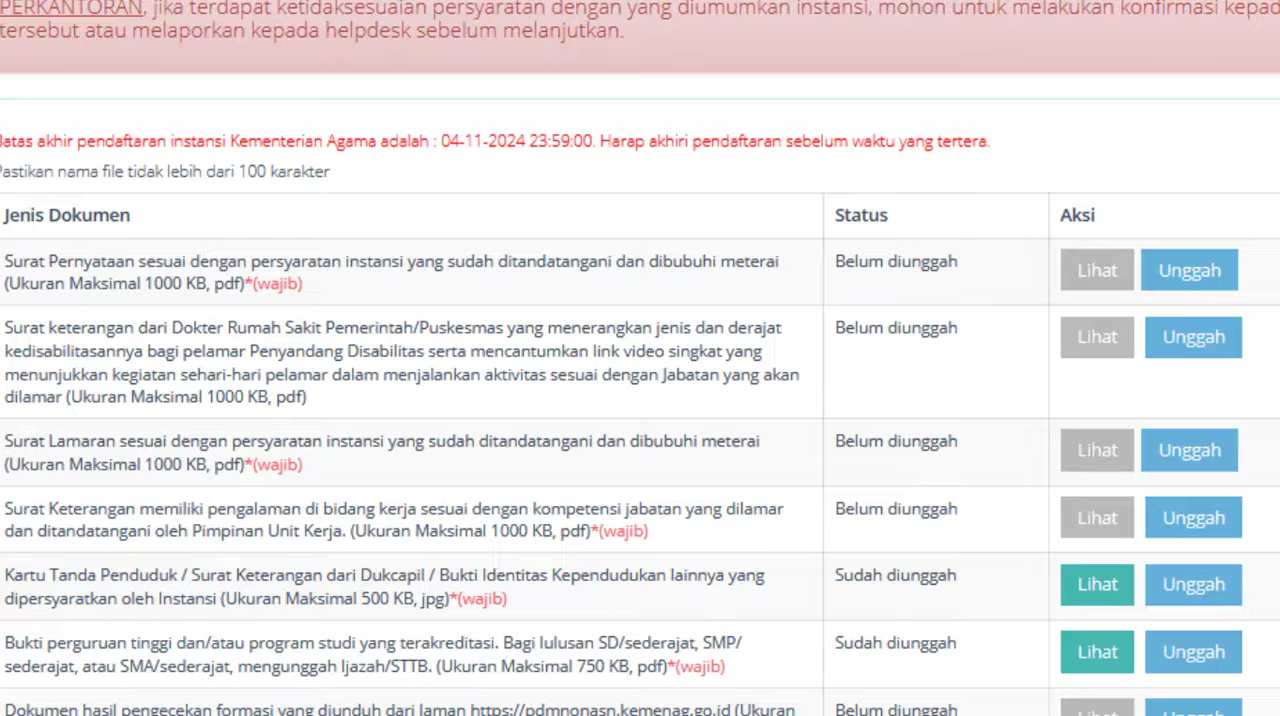 PERKANTORAN, jika terdapat ketidaksesuaian persyaratan dengan yang diumumkan instansi, mohon untuk melakukan konfirmasi kepad
tersebut atau melaporkan kepada helpdesk sebelum melanjutkan.
Batas akhir pendaftaran instansi Kementerian Agama adalah : 04-11-2024 23:59:00. Harap akhiri pendaftaran sebelum waktu yang tertera.
Pastikan nama file tidak lebih dari 100 karakter
Jenis Dokumen Status Aksi
Surat Pernyataan sesuai dengan persyaratan instansi yang sudah ditandatangani dan dibubuhi meterai
(Ukuran Maksimal 1000 KB, pdf)*(wajib)
Belum diunggah
Lihat Unggah
Surat keterangan dari Dokter Rumah Sakit Pemerintah/Puskesmas yang menerangkan jenis dan derajat
kedisabilitasannya bagi pelamar Penyandang Disabilitas serta mencantumkan link video singkat yang
menunjukkan kegiatan sehari-hari pelamar dalam menjalankan aktivitas sesuai dengan Jabatan yang akan
dilamar (Ukuran Maksimal 1000 KB, pdf)
Belum diunggah
Lihat Unggah
Surat Lamaran sesuai dengan persyaratan instansi yang sudah ditandatangani dan dibubuhi meterai
(Ukuran Maksimal 1000 KB, pdf)*(wajib)
Belum diunggah
Lihat Unggah
Surat Keterangan memiliki pengalaman di bidang kerja sesuai dengan kompetensi jabatan yang dilamar
dan ditandatangani oleh Pimpinan Unit Kerja. (Ukuran Maksimal 1000 KB, pdf)*(wajib)
Belum diunggah
Lihat Unggah
Kartu Tanda Penduduk / Surat Keterangan dari Dukcapil / Bukti Identitas Kependudukan lainnya yang
dipersyaratkan oleh Instansi (Ukuran Maksimal 500 KB, jpg)*(wajib)
Sudah diunggah
Lihat Unggah
Bukti perguruan tinggi dan/atau program studi yang terakreditasi. Bagi lulusan SD/sederajat, SMP/
sederajat, atau SMA/sederajat, mengunggah Ijazah/STTB. (Ukuran Maksimal 750 KB, pdf)*(wajib)
Sudah diunggah
Lihat Unggah
Dokumen hasil pengecekan formasi yang diunduh dari laman https://pdmnonasn.kemenag.go.id (Ukuran
Belum diunggah
Lihat Unggah